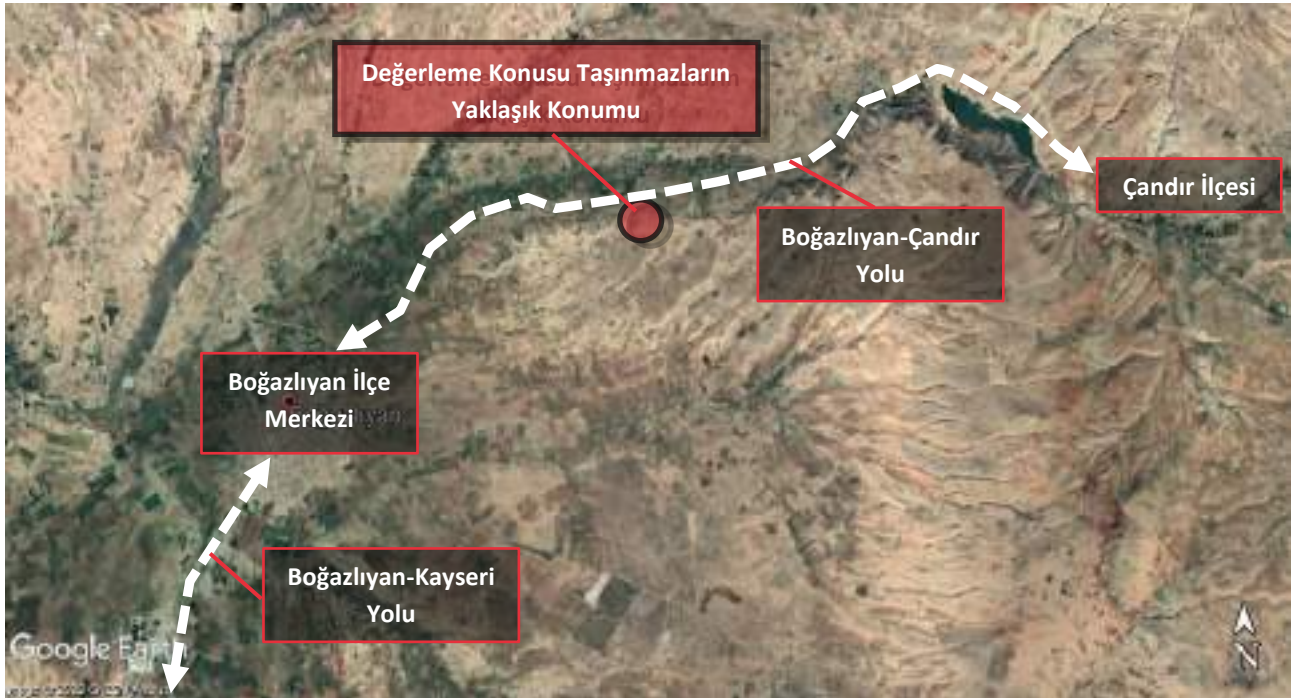 Değerleme Konusu Taşınmazların
Yaklaşık Konumu
Çandır İlçesi
Boğazlıyan-Çandır
Yolu
Boğazlıyan İlçe
Merkezi
Boğazlıyan-Kayseri
Yolu
Google Earth
N